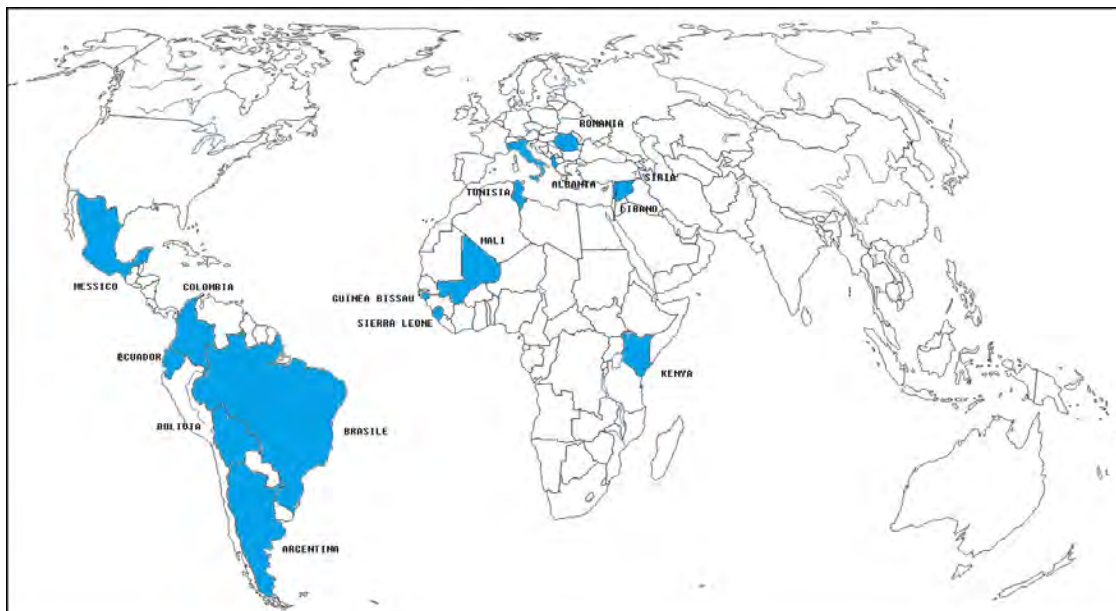 ROMANIA
SIRIA
ALBANIA
TUNISIA
LIBANO
MALI
MESSICO
COLOMBIA
GUINEA BISSAU
SIERRA LEONE
ECUADOR
KENYA
BOLIVIA
BRASILE
ARGENTINA